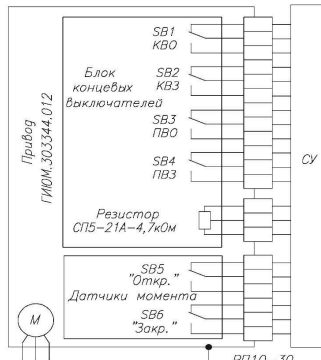 SB1
КВО
Блок
концевых
выключателей
SB2
КВЗ
SB3
ПВО
SB4
ПВЗ
Привод
ГИЮМ.303344.012
СУ
Резистор
СП5-21А-4,7кОм
SB5
"Откр."
Датчики момента
SB6
"Закр."
М